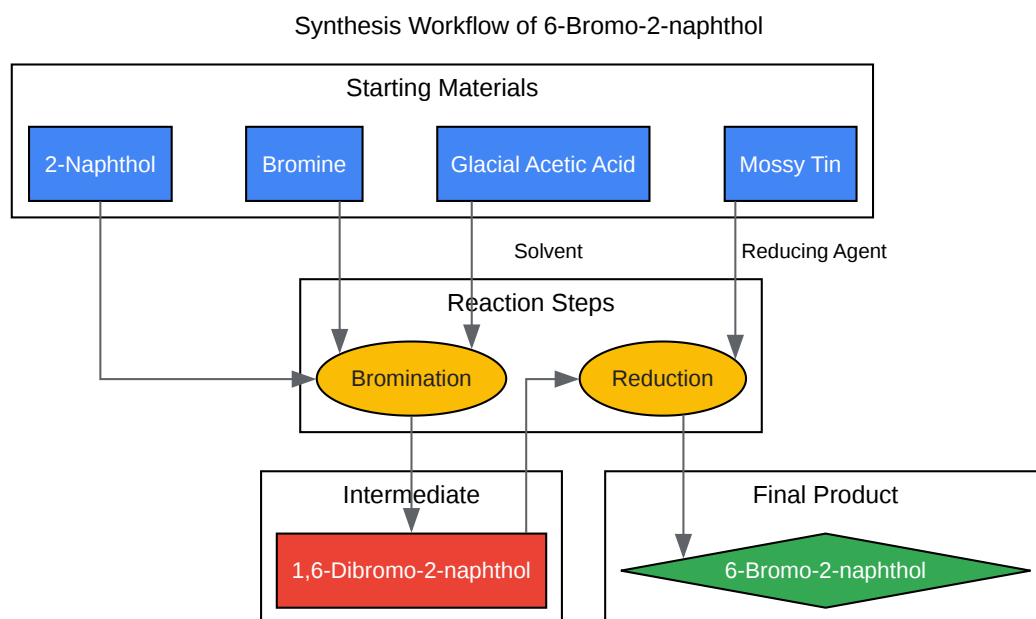 Synthesis Workflow of 6-Bromo-2-naphthol
Starting Materials
2-Naphthol
Bromine
Glacial Acetic Acid
Mossy Tin
Solvent
Reducing Agent
Reaction Steps
Bromination
Reduction
Intermediate
Final Product
1,6-Dibromo-2-naphthol
6-Bromo-2-naphthol